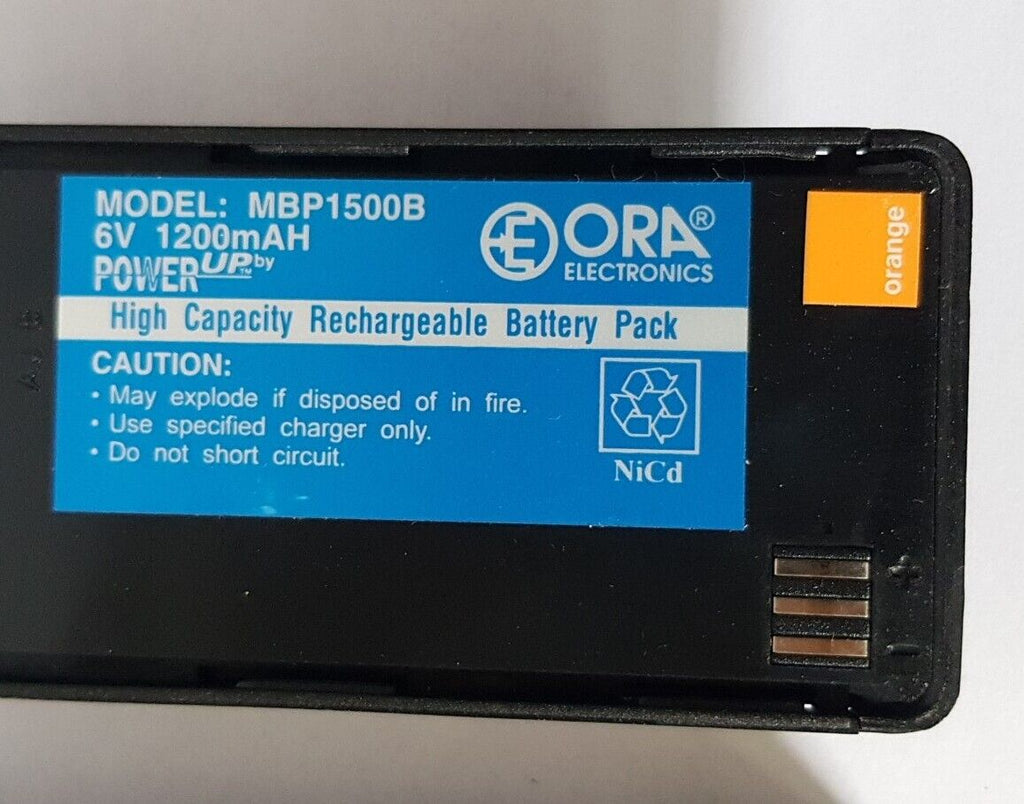 MODEL: MBP1500B
6V 1200mAH
POWER UP™ by
ORA®
ELECTRONICS
orange
High Capacity Rechargeable Battery Pack
CAUTION:
• May explode if disposed of in fire.
• Use specified charger only.
• Do not short circuit.
NiCd
+
−